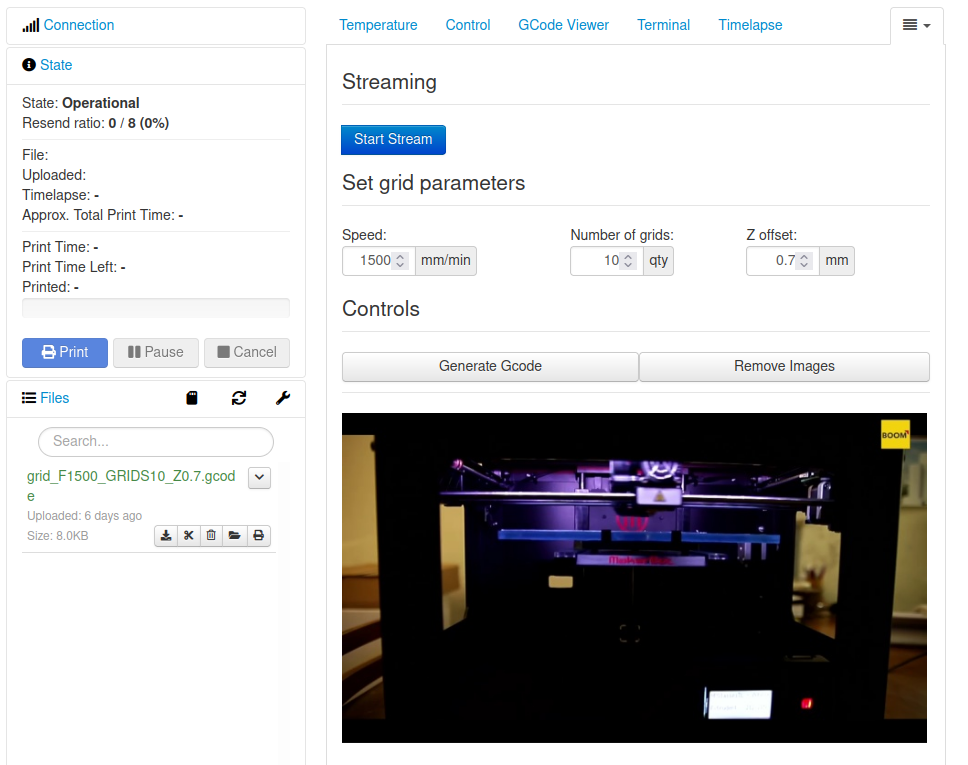 Connection
State
State: Operational
Resend ratio: 0 / 8 (0%)
File:
Uploaded:
Timelapse: -
Approx. Total Print Time: -
Print Time: -
Print Time Left: -
Printed: -
Print Pause Cancel
Files
Search...
grid_F1500_GRIDS10_Z0.7.gcod
e
Uploaded: 6 days ago
Size: 8.0KB
Temperature Control GCode Viewer Terminal Timelapse
Streaming
Start Stream
Set grid parameters
Speed: Number of grids: Z offset:
1500 mm/min 10 qty 0.7 mm
Controls
Generate Gcode Remove Images
BOOM